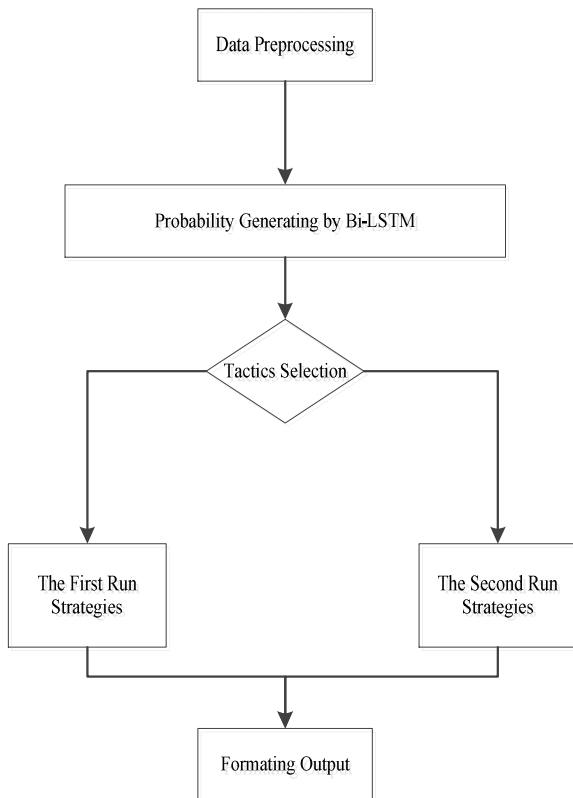 Data Preprocessing
Probability Generating by Bi-LSTM
Tactics Selection
The First Run
Strategies
The Second Run
Strategies
Formating Output